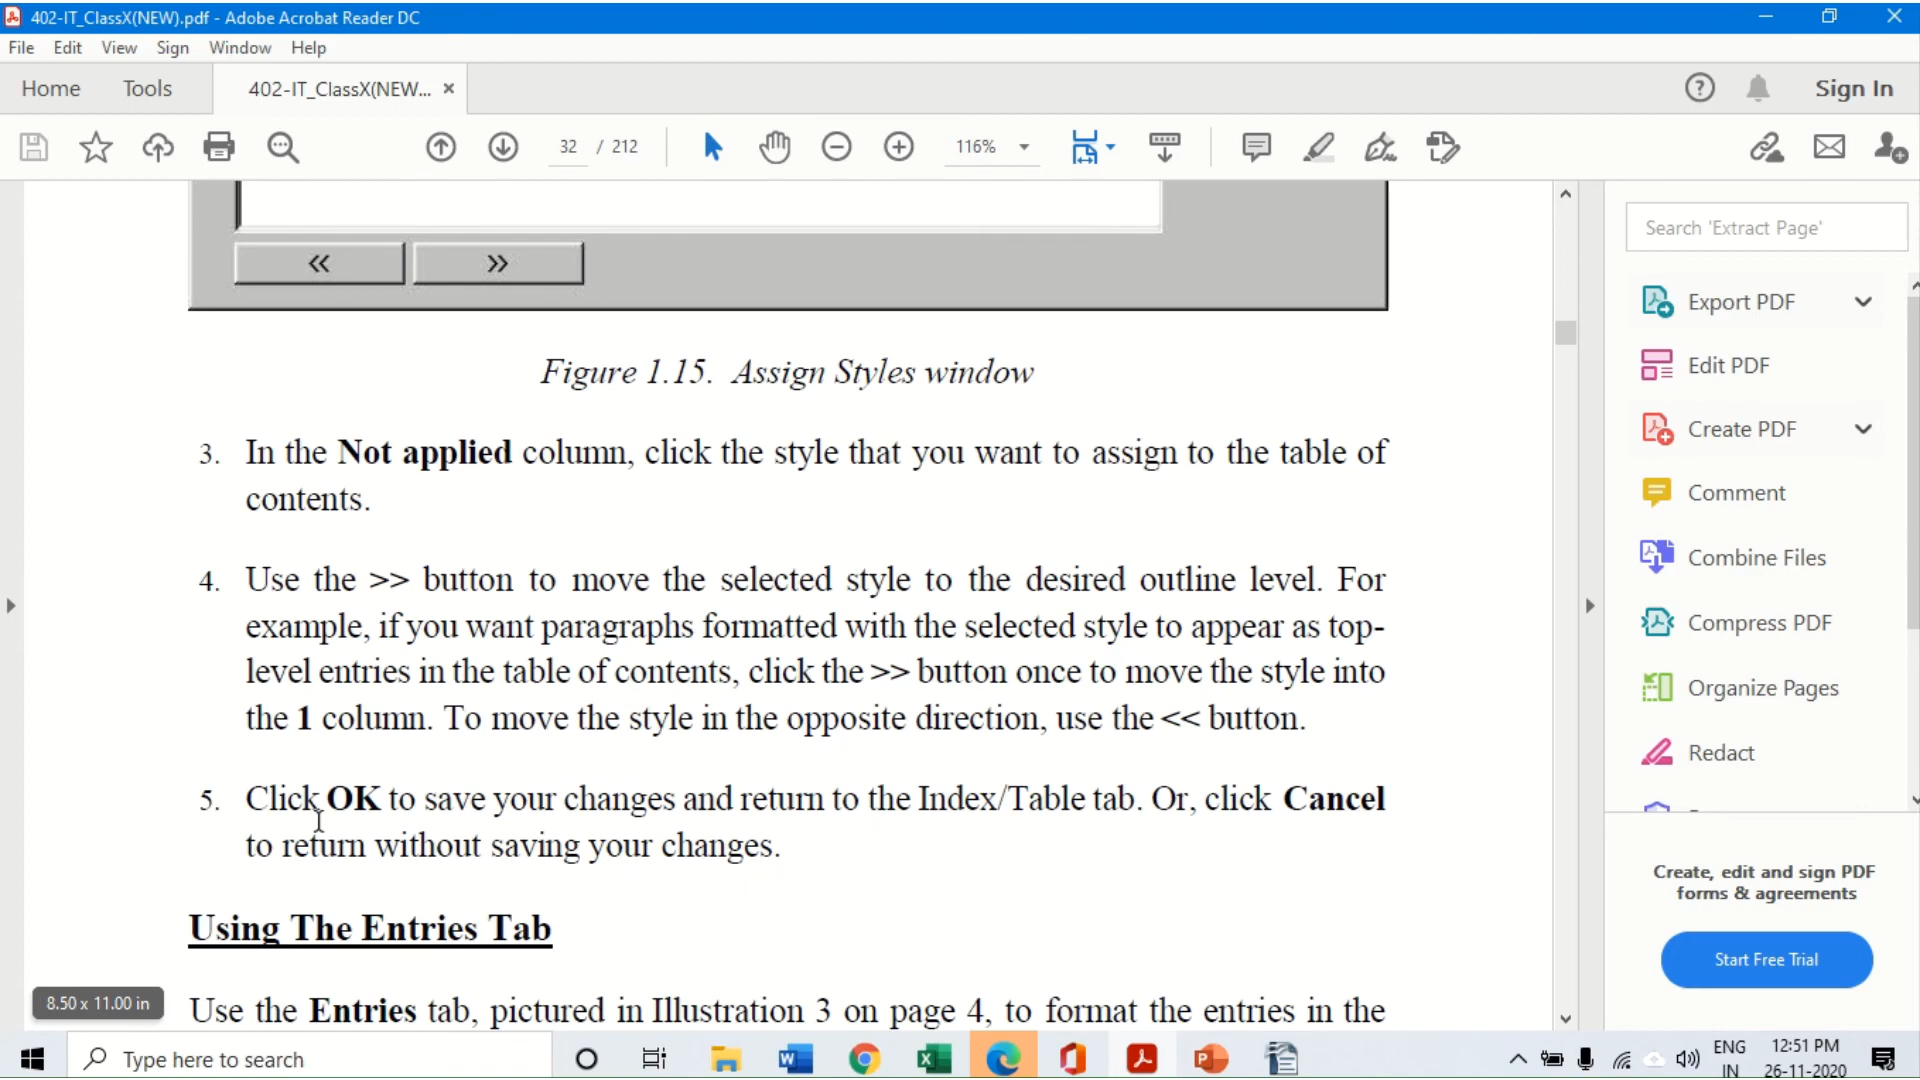 402-IT_ClassX(NEW).pdf - Adobe Acrobat Reader DC
File Edit View Sign Window Help
Home Tools 402-IT_ClassX(NEW... × Sign In
32 / 212 116%
Search 'Extract Page'
<< >>
Export PDF
Figure 1.15. Assign Styles window
Edit PDF
Create PDF
3. In the Not applied column, click the style that you want to assign to the table of
contents.
Comment
Combine Files
4. Use the >> button to move the selected style to the desired outline level. For
example, if you want paragraphs formatted with the selected style to appear as top-
level entries in the table of contents, click the >> button once to move the style into
the 1 column. To move the style in the opposite direction, use the << button.
Compress PDF
Organize Pages
Redact
5. Click OK to save your changes and return to the Index/Table tab. Or, click Cancel
to return without saving your changes.
Create, edit and sign PDF
forms & agreements
Start Free Trial
Using The Entries Tab
8.50 x 11.00 in
Use the Entries tab, pictured in Illustration 3 on page 4, to format the entries in the
Type here to search
ENG
IN
12:51 PM
26-11-2020